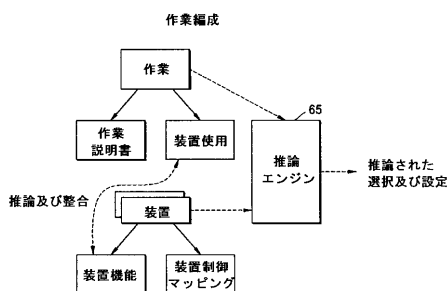 作業編成
作業
65
作業
説明書
装置使用
推論
エンジン
推論された
選択及び設定
推論及び整合
装置
装置機能
装置制御
マッピング